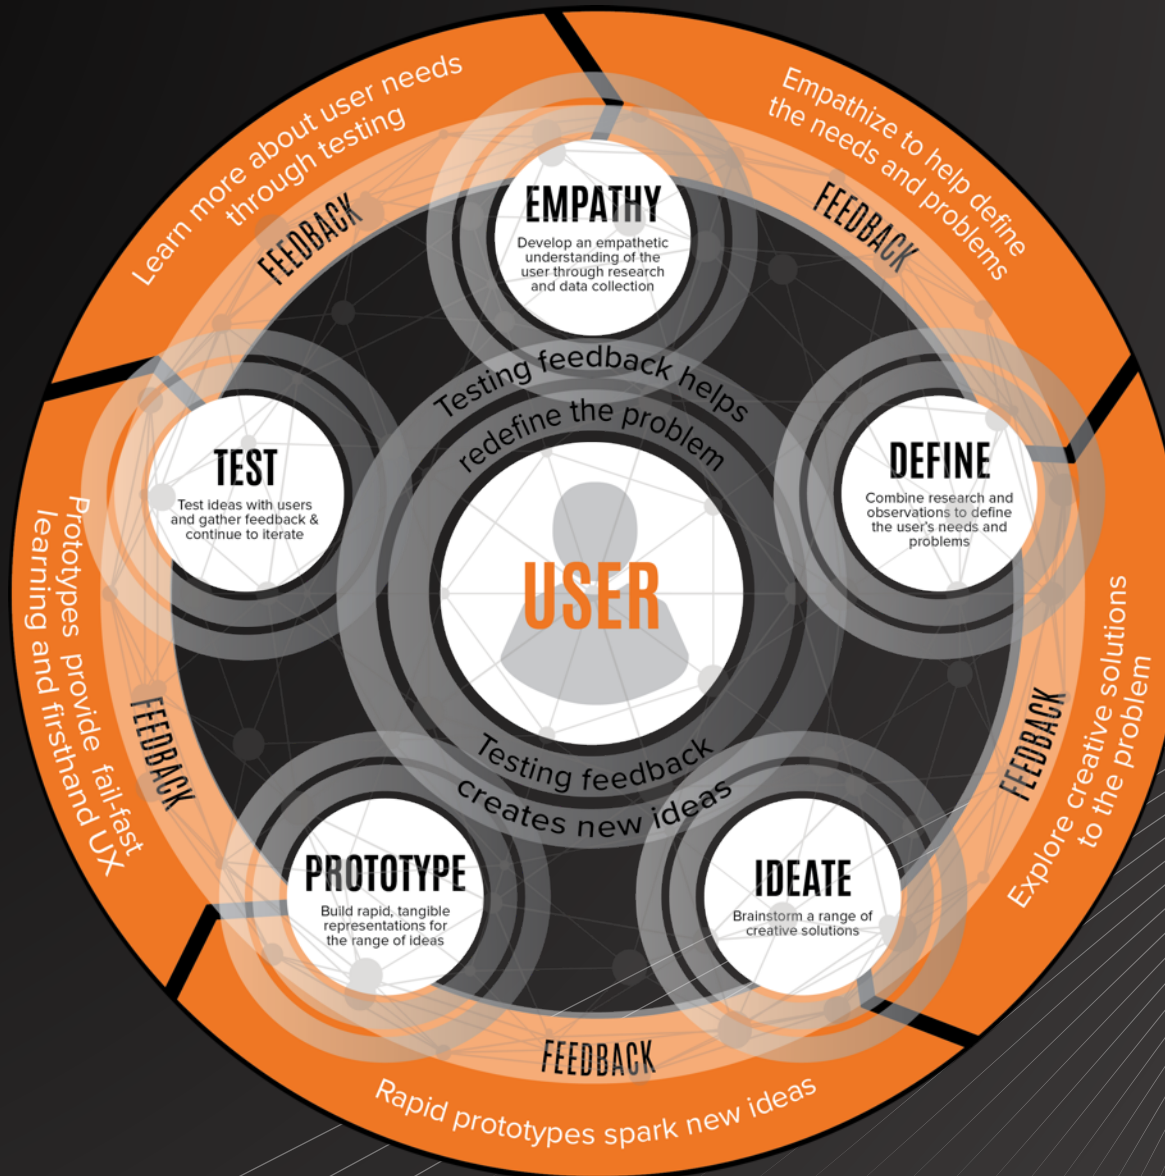 Learn more about user needs
through testing
FEEDBACK
Empathize to help define
the needs and problems
FEEDBACK
EMPATHY
Develop an empathetic
understanding of the
user through research
and data collection
Testing feedback helps
redefine the problem
TEST
Test ideas with users
and gather feedback &
continue to iterate
DEFINE
Combine research and
observations to define
the user's needs and
problems
USER
Prototypes provide fail-fast
learning and firsthand UX
FEEDBACK
Explore creative solutions
to the problem
FEEDBACK
Testing feedback
creates new ideas
PROTOTYPE
Build rapid, tangible
representations for
the range of ideas
IDEATE
Brainstorm a range of
creative solutions
FEEDBACK
Rapid prototypes spark new ideas